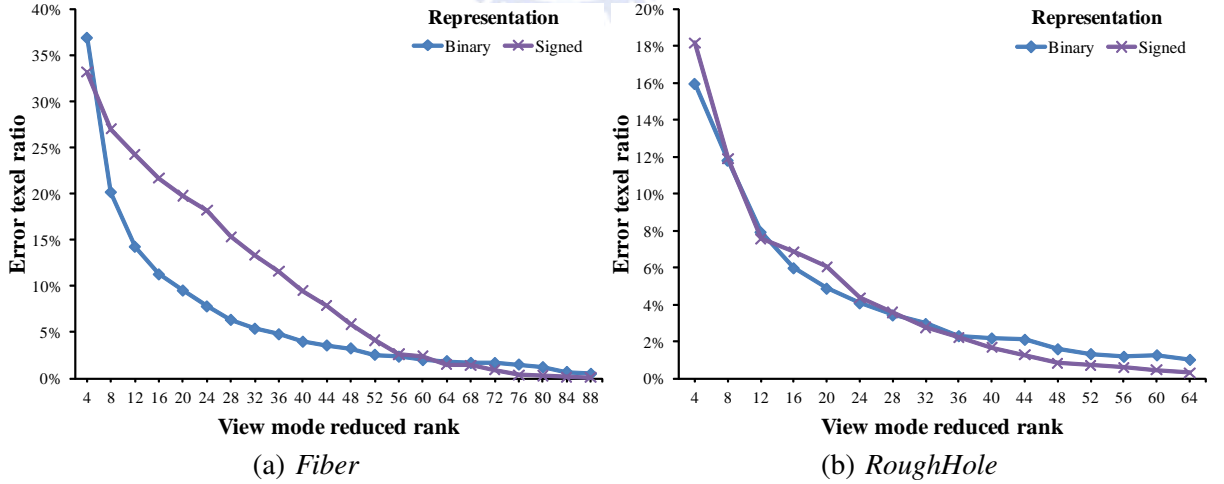 Representation
Binary Signed
Error texel ratio
40%
35%
30%
25%
20%
15%
10%
5%
0%
4 8 12 16 20 24 28 32 36 40 44 48 52 56 60 64 68 72 76 80 84 88
View mode reduced rank
(a) Fiber
Representation
Binary Signed
Error texel ratio
20%
18%
16%
14%
12%
10%
8%
6%
4%
2%
0%
4 8 12 16 20 24 28 32 36 40 44 48 52 56 60 64
View mode reduced rank
(b) RoughHole